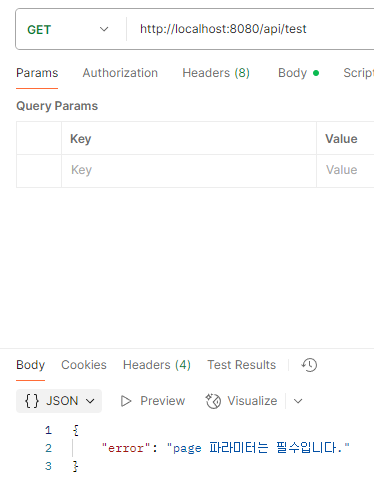 GET http://localhost:8080/api/test
Params Authorization Headers (8) Body Script
Query Params
Key Value
Key Value
Body Cookies Headers (4) Test Results
{} JSON Preview Visualize
1 {
2 "error": "page 파라미터는 필수입니다."
3 }